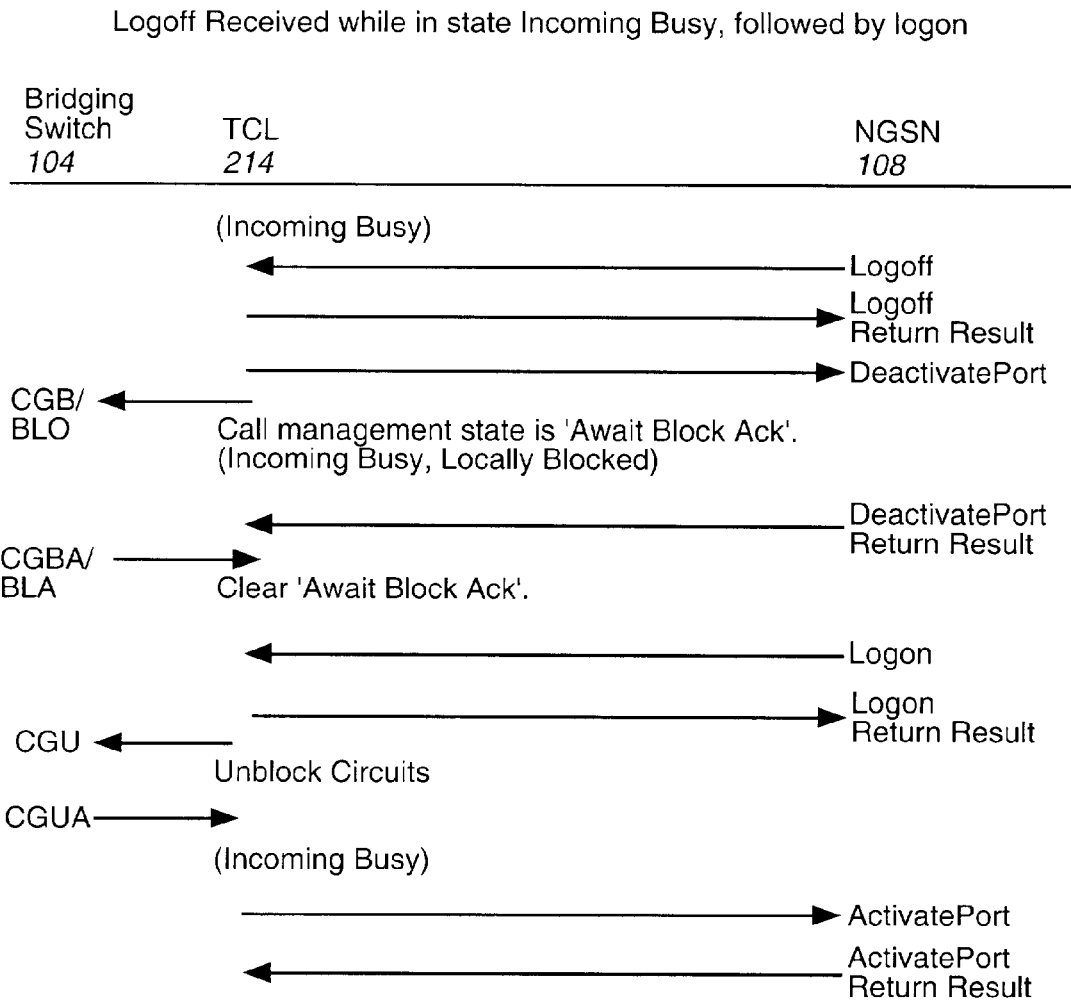 Logoff Received while in state Incoming Busy, followed by logon
Bridging
Switch
104
TCL
214
NGSN
108
(Incoming Busy)
Logoff
Logoff
Return Result
DeactivatePort
CGB/
BLO
Call management state is 'Await Block Ack'.
(Incoming Busy, Locally Blocked)
DeactivatePort
Return Result
CGBA/
BLA
Clear 'Await Block Ack'.
Logon
Logon
Return Result
CGU
Unblock Circuits
CGUA
(Incoming Busy)
ActivatePort
ActivatePort
Return Result